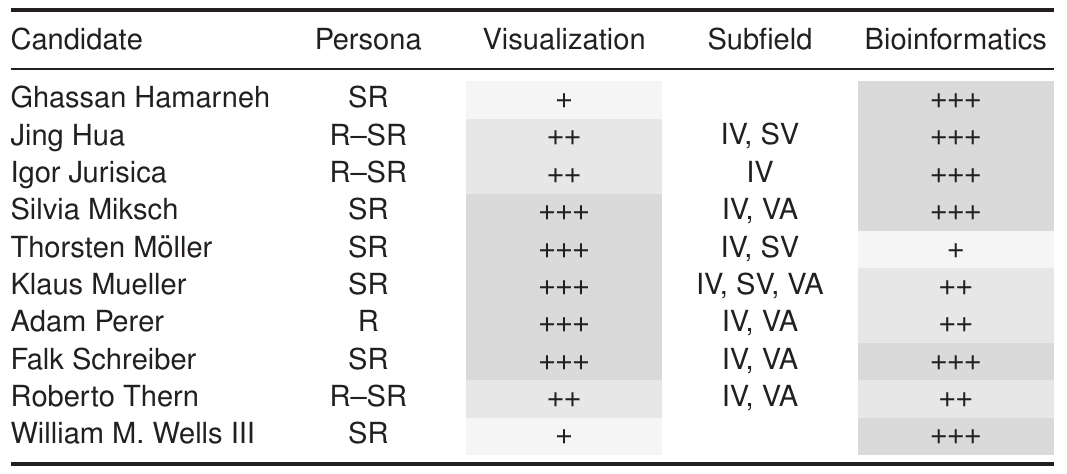 Candidate Persona Visualization Subfield Bioinformatics
Ghassan Hamarneh SR + +++
Jing Hua R–SR ++ IV, SV +++
Igor Jurisica R–SR ++ IV +++
Silvia Miksch SR +++ IV, VA +++
Thorsten Möller SR +++ IV, SV +
Klaus Mueller SR +++ IV, SV, VA ++
Adam Perer R +++ IV, VA ++
Falk Schreiber SR +++ IV, VA +++
Roberto Thern R–SR ++ IV, VA ++
William M. Wells III SR + +++